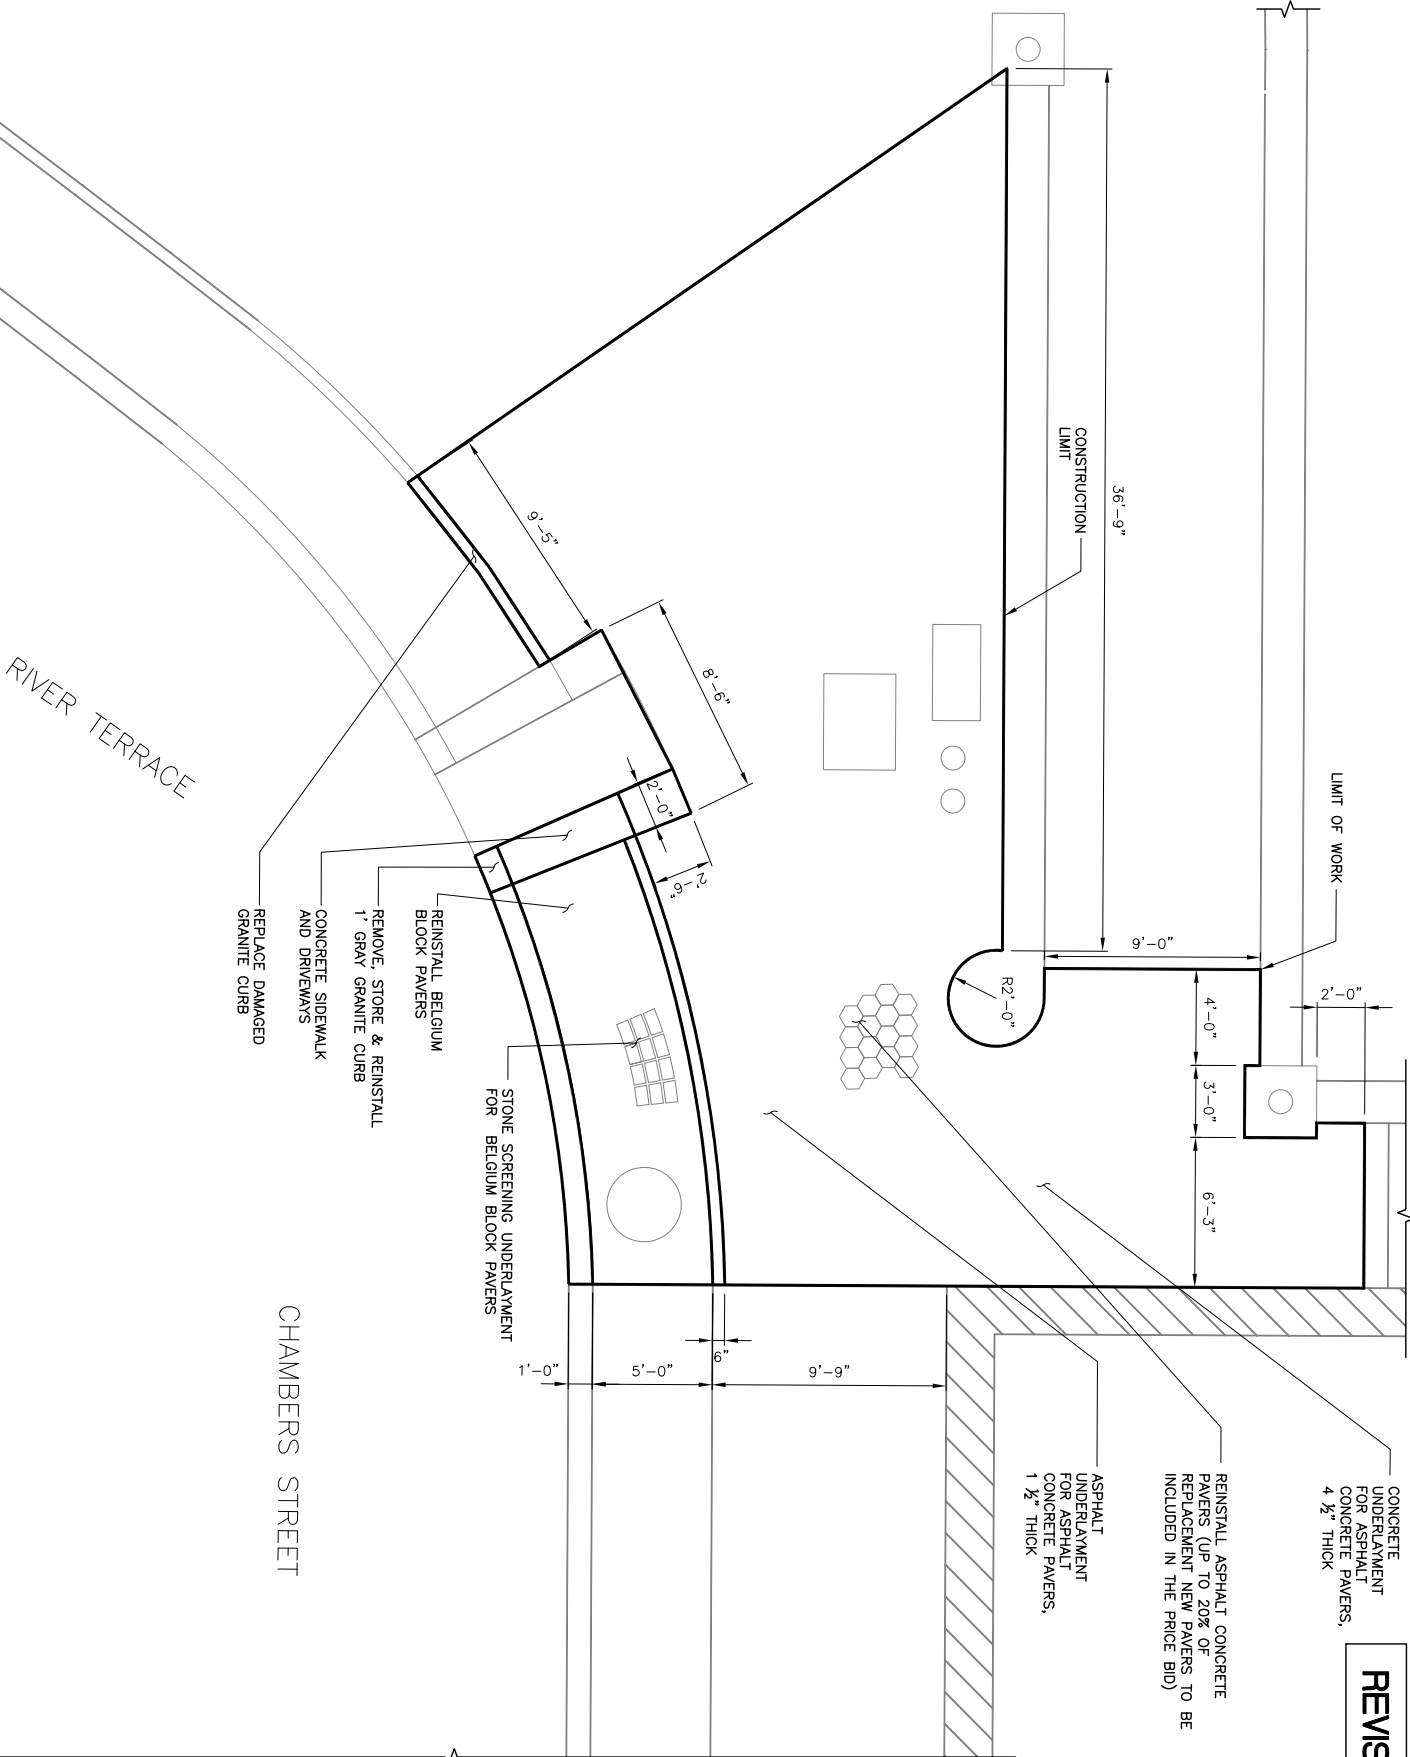 LIMIT OF WORK
CONSTRUCTION
LIMIT
36'-9"
9'-0"
2'-0"
4'-0"
3'-0"
6'-3"
R2'-0"
9'-5"
8'-6"
2'-0"
2'-6"
REINSTALL BELGIUM
BLOCK PAVERS
REMOVE, STORE & REINSTALL
1' GRAY GRANITE CURB
CONCRETE SIDEWALK
AND DRIVEWAYS
REPLACE DAMAGED
GRANITE CURB
STONE SCREENING UNDERLAYMENT
FOR BELGIUM BLOCK PAVERS
RIVER TERRACE
CHAMBERS STREET
1'-0"
5'-0"
6"
9'-9"
CONCRETE
UNDERLAYMENT
FOR ASPHALT
CONCRETE PAVERS,
4 ½" THICK
REINSTALL ASPHALT CONCRETE
PAVERS (UP TO 20% OF
REPLACEMENT NEW PAVERS TO BE
INCLUDED IN THE PRICE BID)
ASPHALT
UNDERLAYMENT
FOR ASPHALT
CONCRETE PAVERS,
1 ½" THICK
REVIS